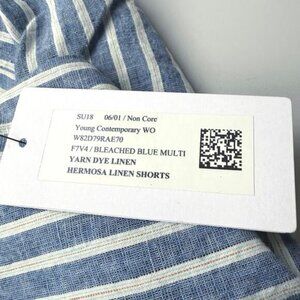 SU18 06/01 / Non Core
Young Contemporary WO
W82D79RAE70
F7V4 / BLEACHED BLUE MULTI
YARN DYE LINEN
HERMOSA LINEN SHORTS